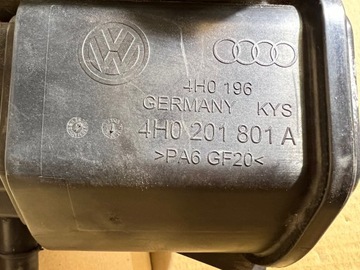 4H0 196
GERMANY KYS
4H0 201 801 A
>PA6 GF20<